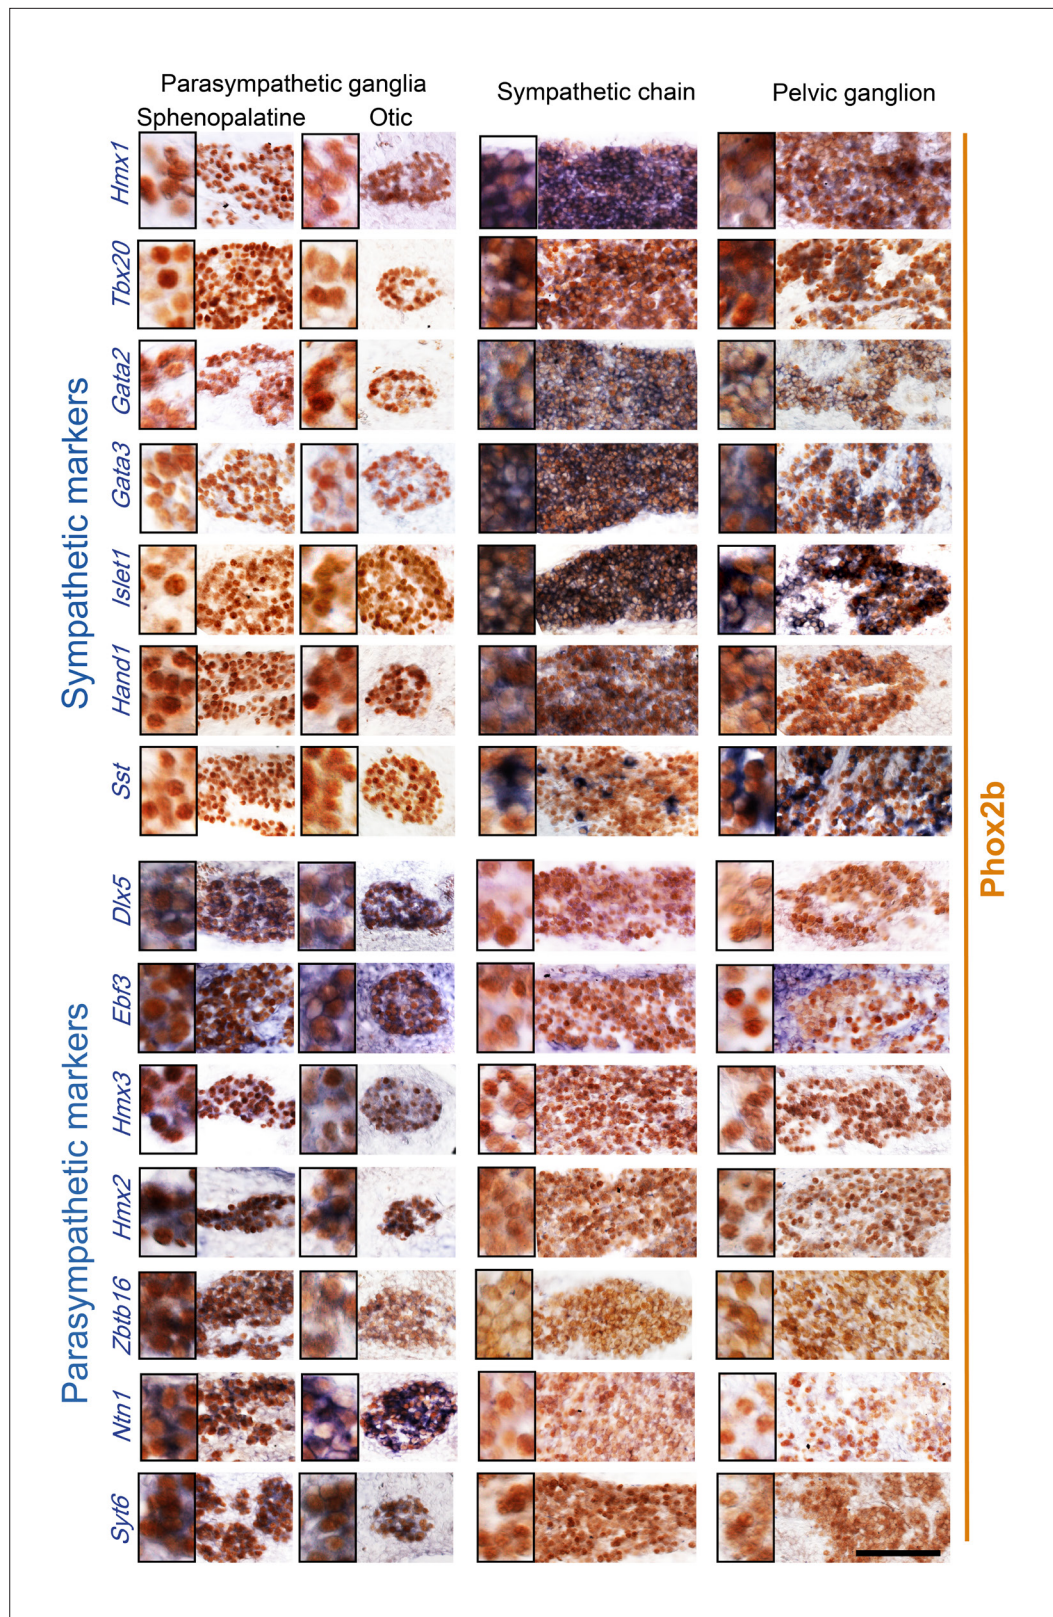 Parasympathetic ganglia
Sphenopalatine
Otic
Sympathetic chain
Pelvic ganglion
Sympathetic markers
Hmx1
Tbx20
Gata2
Gata3
Islet1
Hand1
Sst
Parasympathetic markers
Dlx5
Ebf3
Hmx3
Hmx2
Zbtb16
Ntn1
Syt6
Phox2b